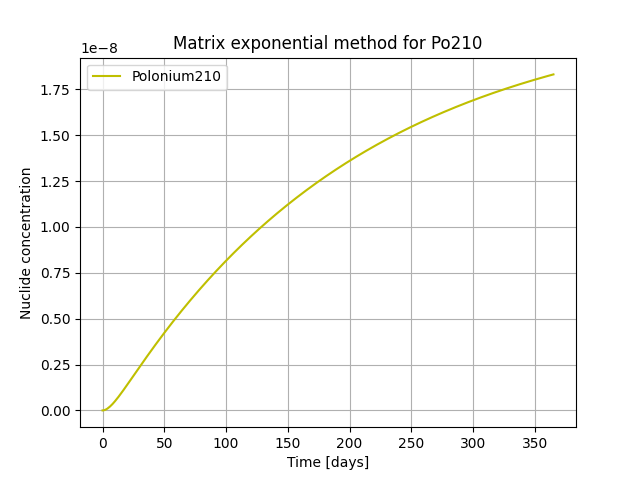 Matrix exponential method for Po210
1e−8
Polonium210
1.75
1.50
1.25
1.00
0.75
0.50
0.25
0.00
Nuclide concentration
0 50 100 150 200 250 300 350
Time [days]